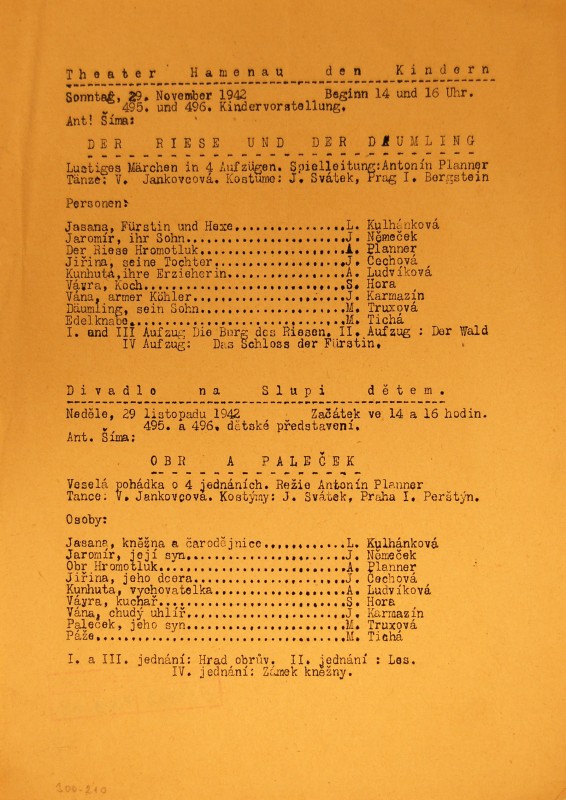 Theater Hamenau den Kindern
Sonntag, 29. November 1942 Beginn 14 und 16 Uhr.
495. und 496. Kindervorstellung.
Ant! Šíma:
DER RIESE UND DER DÄUMLING
Lustiges Märchen in 4 Aufzügen. Spielleitung:Antonín Planner
Tänze: V. Jankovcová. Kostüme: J. Svátek, Prag I. Bergstein
Personen:
Jasana, Fürstin und Hexe................L. Kulhánková
Jaromír, ihr Sohn.......................J. Němeček
Der Riese Hromotluk.....................A. Planner
Jiřina, seine Tochter...................J. Čechová
Kunhuta,ihre Erzieherin.................A. Ludvíková
Vávra, Koch.............................S. Hora
Váňa, armer Köhler......................J. Karmazín
Däumling, sein Sohn.....................M. Truxová
Edelknabe...............................M. Tichá
I. and III Aufzug Die Burg des Riesen. II. Aufzug : Der Wald
IV Aufzug: Das Schloss der Fürstin.
Divadlo na Slupi dětem.
Neděle, 29 listopadu 1942 Začátek ve 14 a 16 hodin.
495. a 496. dětské představení.
Ant. Šíma:
OBR A PALEČEK
Veselá pohádka o 4 jednáních. Režie Antonín Planner
Tance: V. Jankovcová. Kostýmy: J. Svátek, Praha I. Perštýn.
Osoby:
Jasana, kněžna a čarodějnice............L. Kulhánková
Jaromír, její syn.......................J. Němeček
Obr Hromotluk...........................A. Planner
Jiřina, jeho dcera......................J. Čechová
Kunhuta, vychovatelka...................A. Ludvíková
Vávra, kuchař...........................S. Hora
Váňa, chudý uhlíř.......................J. Karmazín
Paleček, jeho syn.......................M. Truxová
Páže....................................M. Tichá
I. a III. jednání: Hrad obrův. II. jednání : Les.
IV. jednání: Zámek kněžny.
200-210